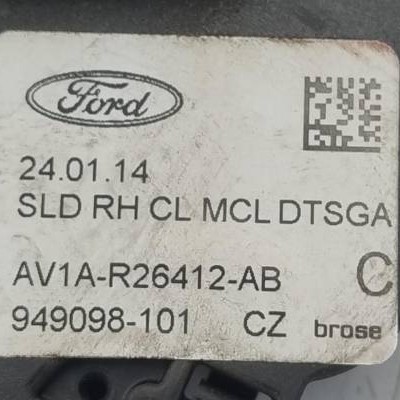 Ford
24.01.14
SLD RH CL MCL DTSGA
AV1A-R26412-AB C
949098-101 CZ brose